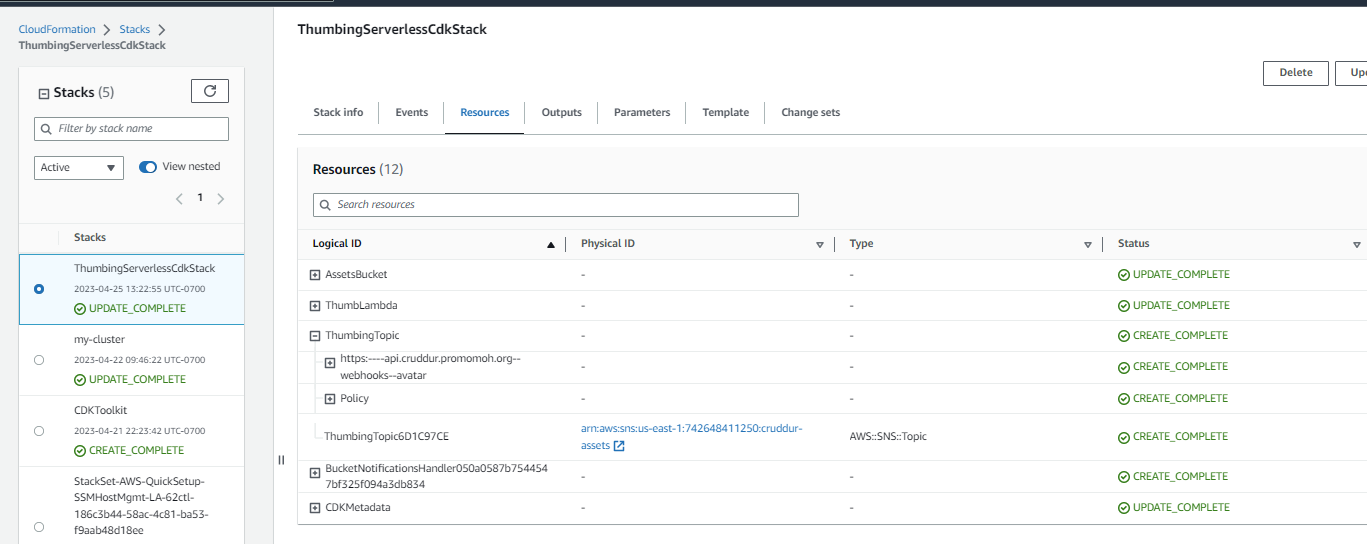 CloudFormation > Stacks >
ThumbingServerlessCdkStack
Stacks (5)
Filter by stack name
Active
View nested
1
Stacks
ThumbingServerlessCdkStack
2023-04-25 13:22:55 UTC-0700
UPDATE_COMPLETE
my-cluster
2023-04-22 09:46:22 UTC-0700
UPDATE_COMPLETE
CDKToolkit
2023-04-21 22:23:42 UTC-0700
CREATE_COMPLETE
StackSet-AWS-QuickSetup-
SSMHostMgmt-LA-62ctl-
186c3b44-58ac-4c81-ba53-
f9aab48d18ee
ThumbingServerlessCdkStack
Delete Up
Stack info Events Resources Outputs Parameters Template Change sets
Resources (12)
Search resources
Logical ID Physical ID Type Status
AssetsBucket - - UPDATE_COMPLETE
ThumbLambda - - UPDATE_COMPLETE
ThumbingTopic - - CREATE_COMPLETE
https:----api.cruddur.promomoh.org--
webhooks--avatar - - CREATE_COMPLETE
Policy - - CREATE_COMPLETE
ThumbingTopic6D1C97CE arn:aws:sns:us-east-1:742648411250:cruddur-
assets AWS::SNS::Topic CREATE_COMPLETE
BucketNotificationsHandler050a0587b754454
7bf325f094a3db834 - - CREATE_COMPLETE
CDKMetadata - - UPDATE_COMPLETE